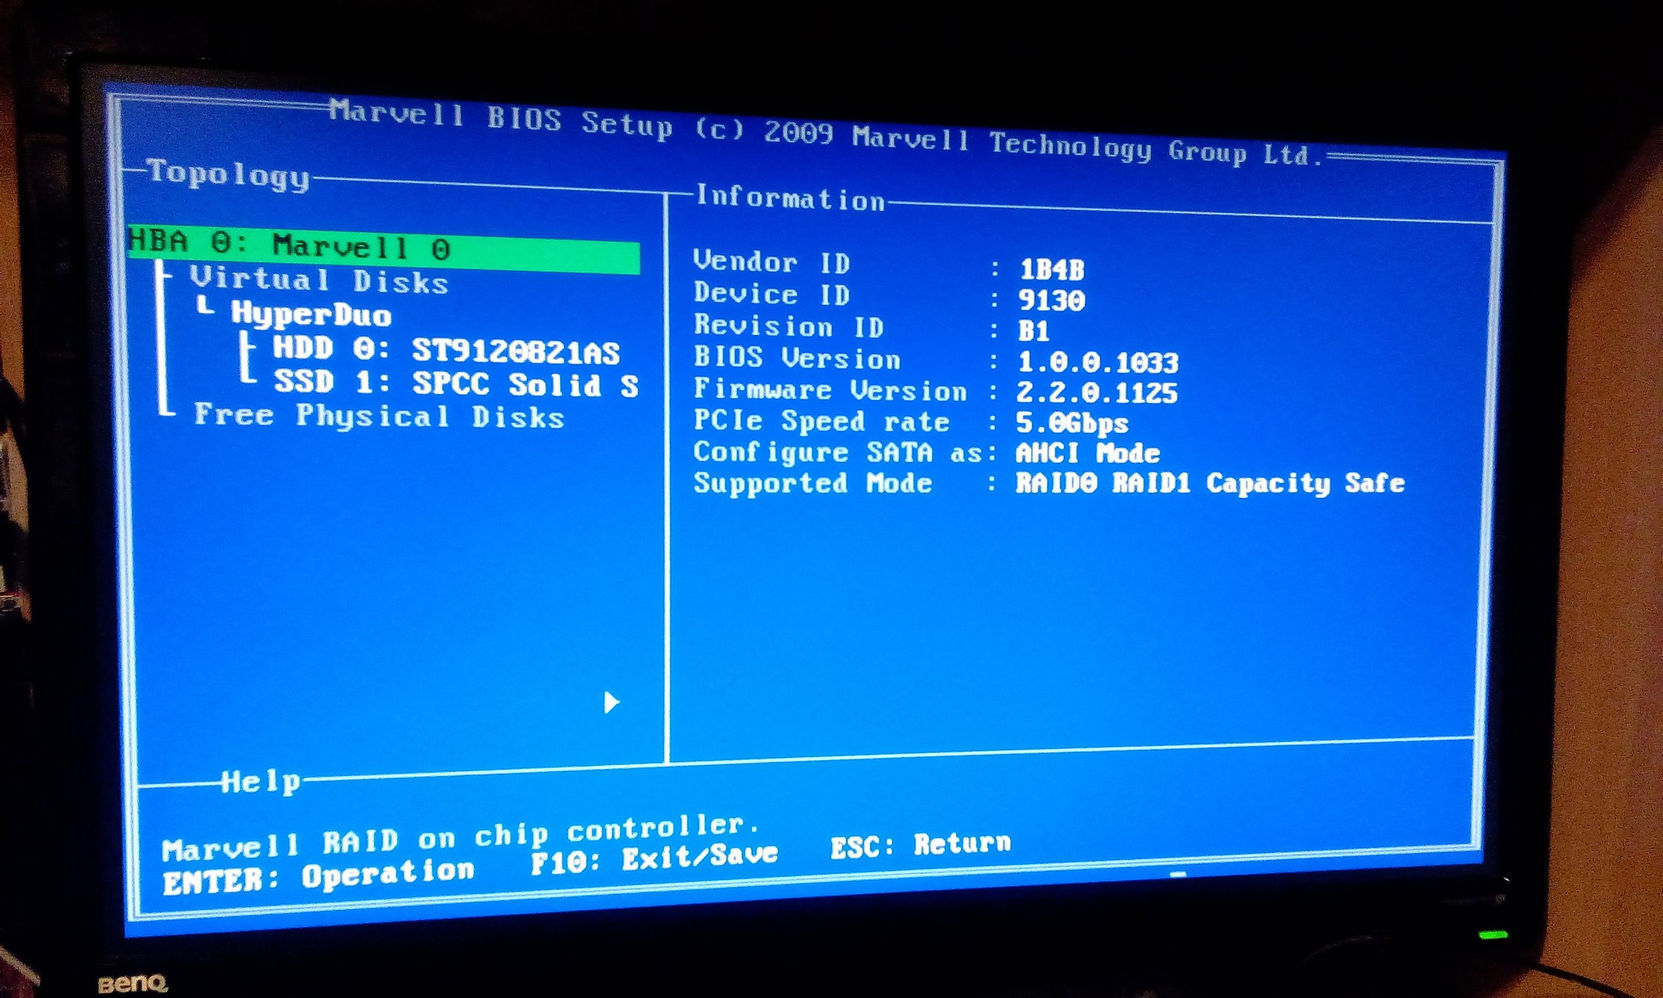 Marvell BIOS Setup (c) 2009 Marvell Technology Group Ltd.
Topology
HBA 0: Marvell 0
Virtual Disks
HyperDuo
HDD 0: ST9120821AS
SSD 1: SPCC Solid S
Free Physical Disks
Information
Vendor ID : 1B4B
Device ID : 9130
Revision ID : B1
BIOS Version : 1.0.0.1033
Firmware Version : 2.2.0.1125
PCIe Speed rate : 5.0Gbps
Configure SATA as: AHCI Mode
Supported Mode : RAID0 RAID1 Capacity Safe
Help
Marvell RAID on chip controller.
ENTER: Operation F10: Exit/Save ESC: Return
BenQ